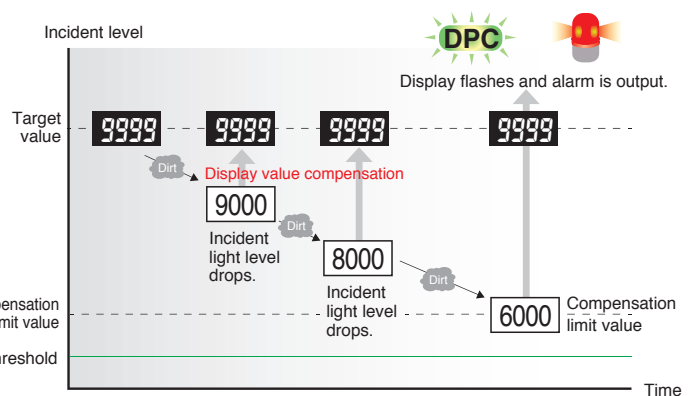 Incident level
DPC
Display flashes and alarm is output.
Target
value
9999
9999
9999
9999
Dirt
Display value compensation
9000
Dirt
Incident
light level
drops.
8000
Dirt
Incident
light level
drops.
6000
Compensation
limit value
pensation
mit value
reshold
Time